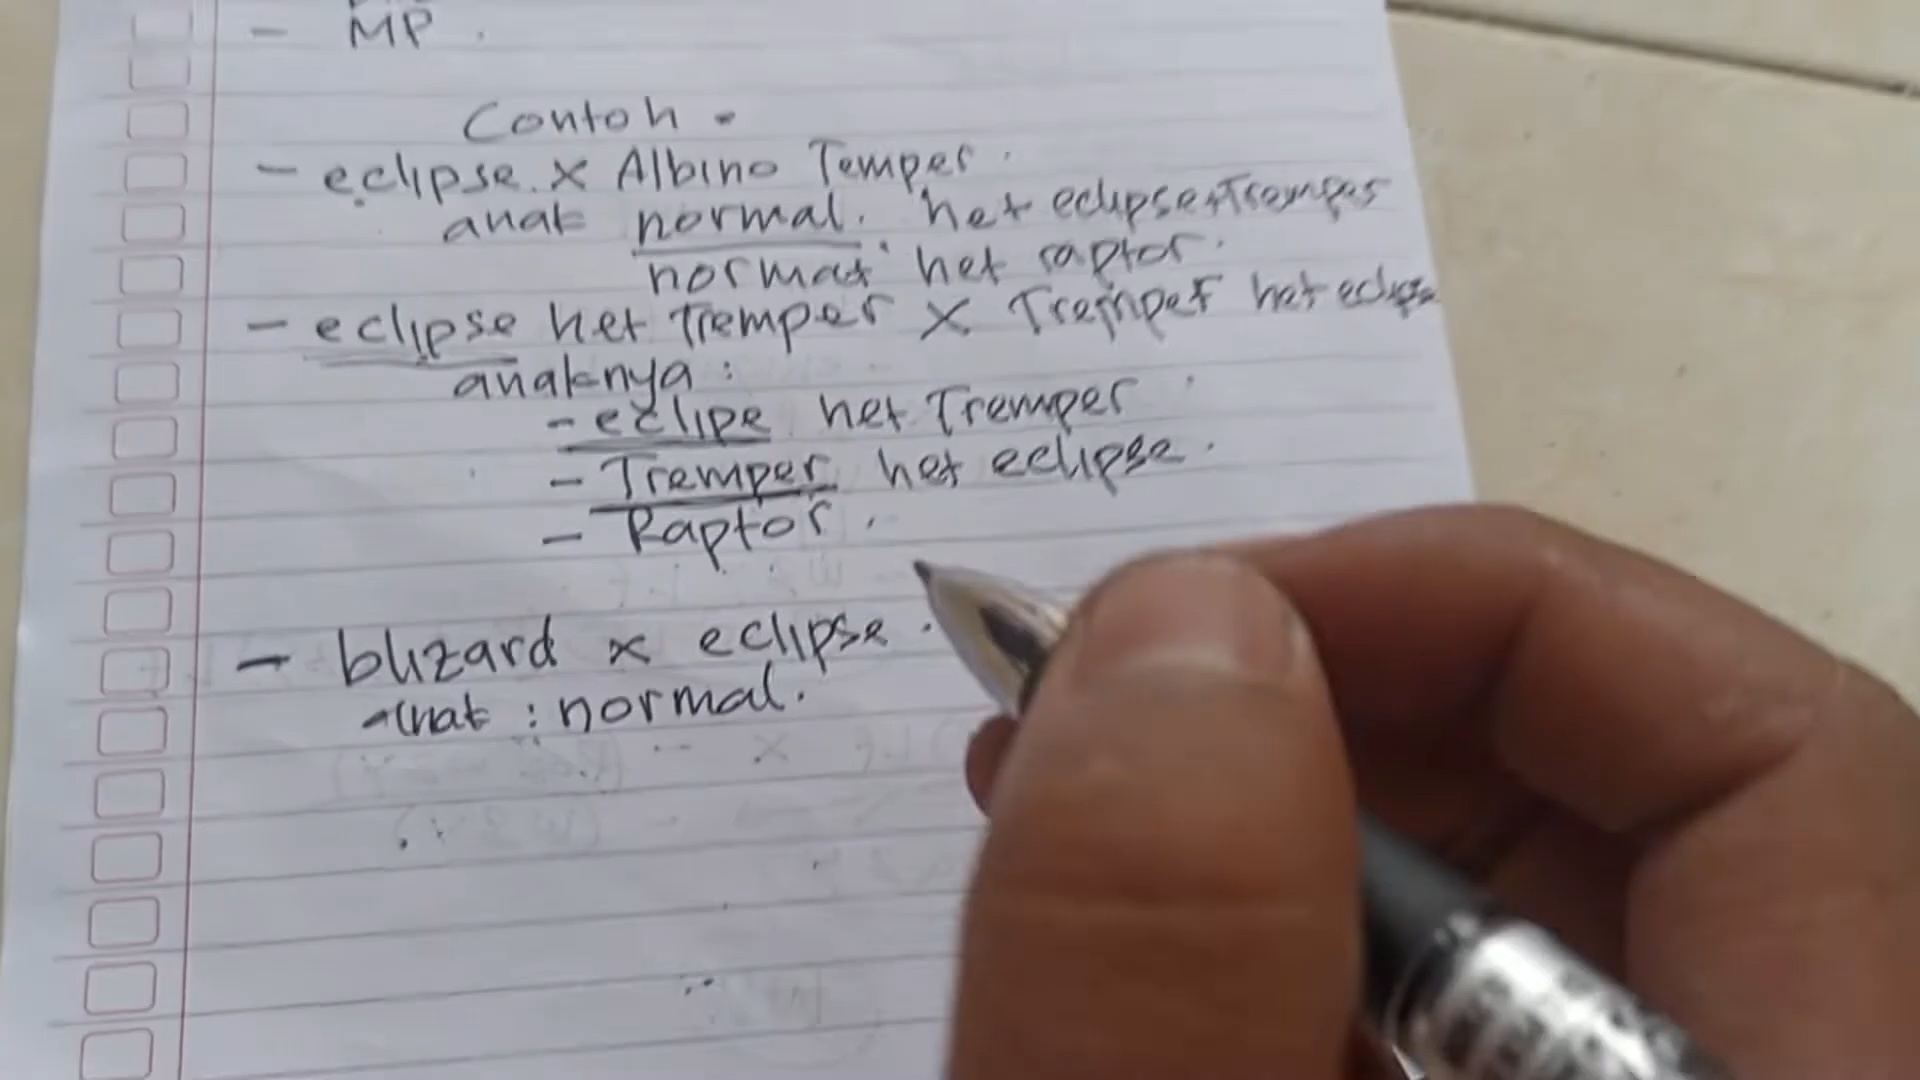 - MP.
Contoh.
- eclipse x Albino Temper.
anak normal. het eclipse+Tremper
normal het raptor.
- eclipse het Tremper x Tremper het eclipse
anaknya :
- eclipe het Tremper
- Tremper het eclipse.
- Raptor.
- blizard x eclipse.
anak : normal.